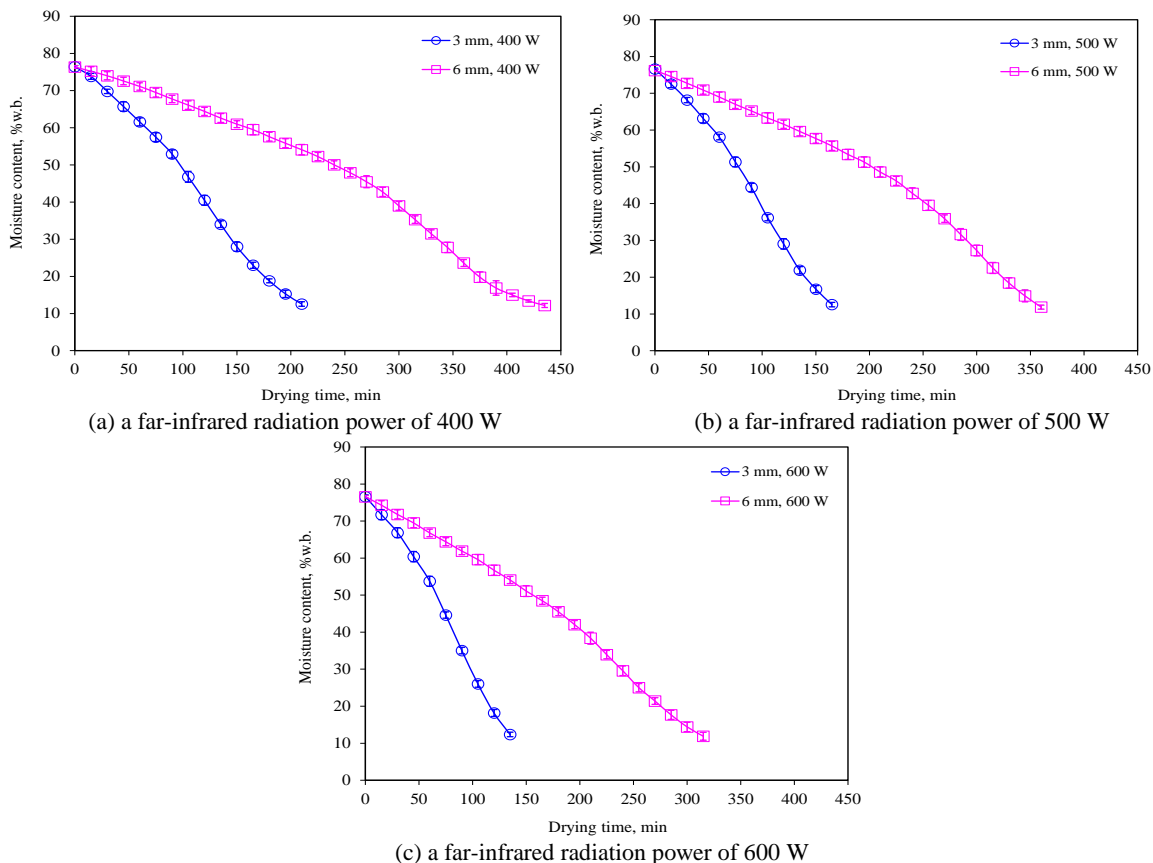 90
80
70
60
50
40
30
20
10
0
Moisture content, %w.b.
3 mm, 400 W
6 mm, 400 W
0 50 100 150 200 250 300 350 400 450
Drying time, min
(a) a far-infrared radiation power of 400 W
90
80
70
60
50
40
30
20
10
0
Moisture content, %w.b.
3 mm, 500 W
6 mm, 500 W
0 50 100 150 200 250 300 350 400 450
Drying time, min
(b) a far-infrared radiation power of 500 W
90
80
70
60
50
40
30
20
10
0
Moisture content, %w.b.
3 mm, 600 W
6 mm, 600 W
0 50 100 150 200 250 300 350 400 450
Drying time, min
(c) a far-infrared radiation power of 600 W